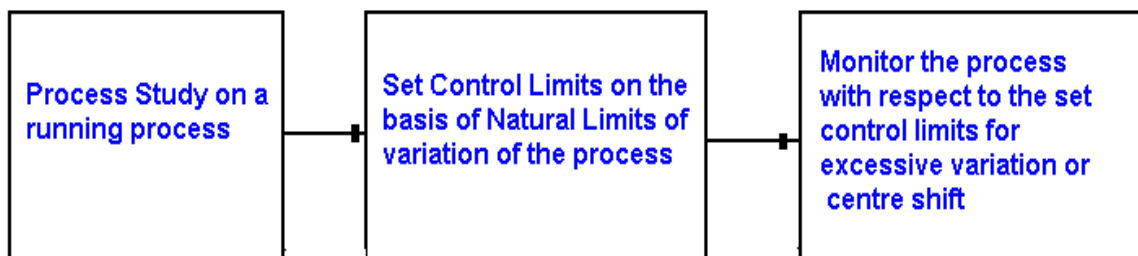 Process Study on a
running process
Set Control Limits on the
basis of Natural Limits of
variation of the process
Monitor the process
with respect to the set
control limits for
excessive variation or
centre shift